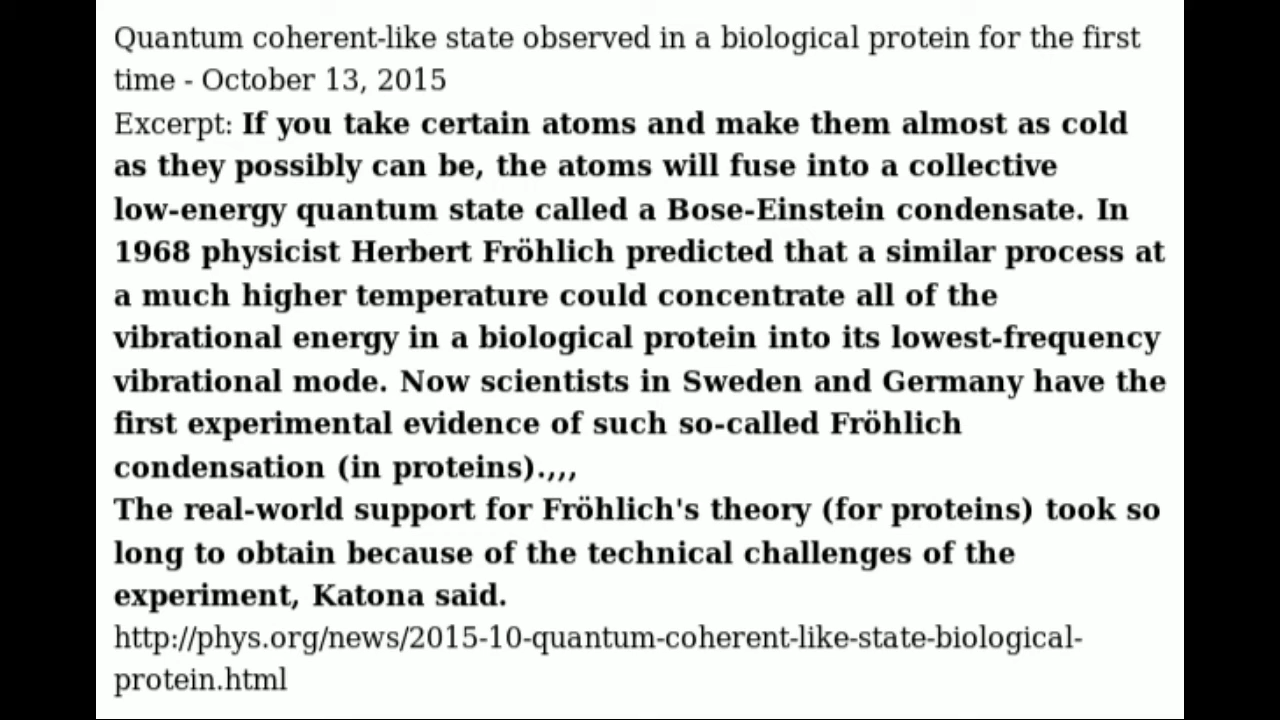 Quantum coherent-like state observed in a biological protein for the first
time - October 13, 2015
Excerpt: If you take certain atoms and make them almost as cold
as they possibly can be, the atoms will fuse into a collective
low-energy quantum state called a Bose-Einstein condensate. In
1968 physicist Herbert Fröhlich predicted that a similar process at
a much higher temperature could concentrate all of the
vibrational energy in a biological protein into its lowest-frequency
vibrational mode. Now scientists in Sweden and Germany have the
first experimental evidence of such so-called Fröhlich
condensation (in proteins).,,,
The real-world support for Fröhlich's theory (for proteins) took so
long to obtain because of the technical challenges of the
experiment, Katona said.
http://phys.org/news/2015-10-quantum-coherent-like-state-biological-
protein.html